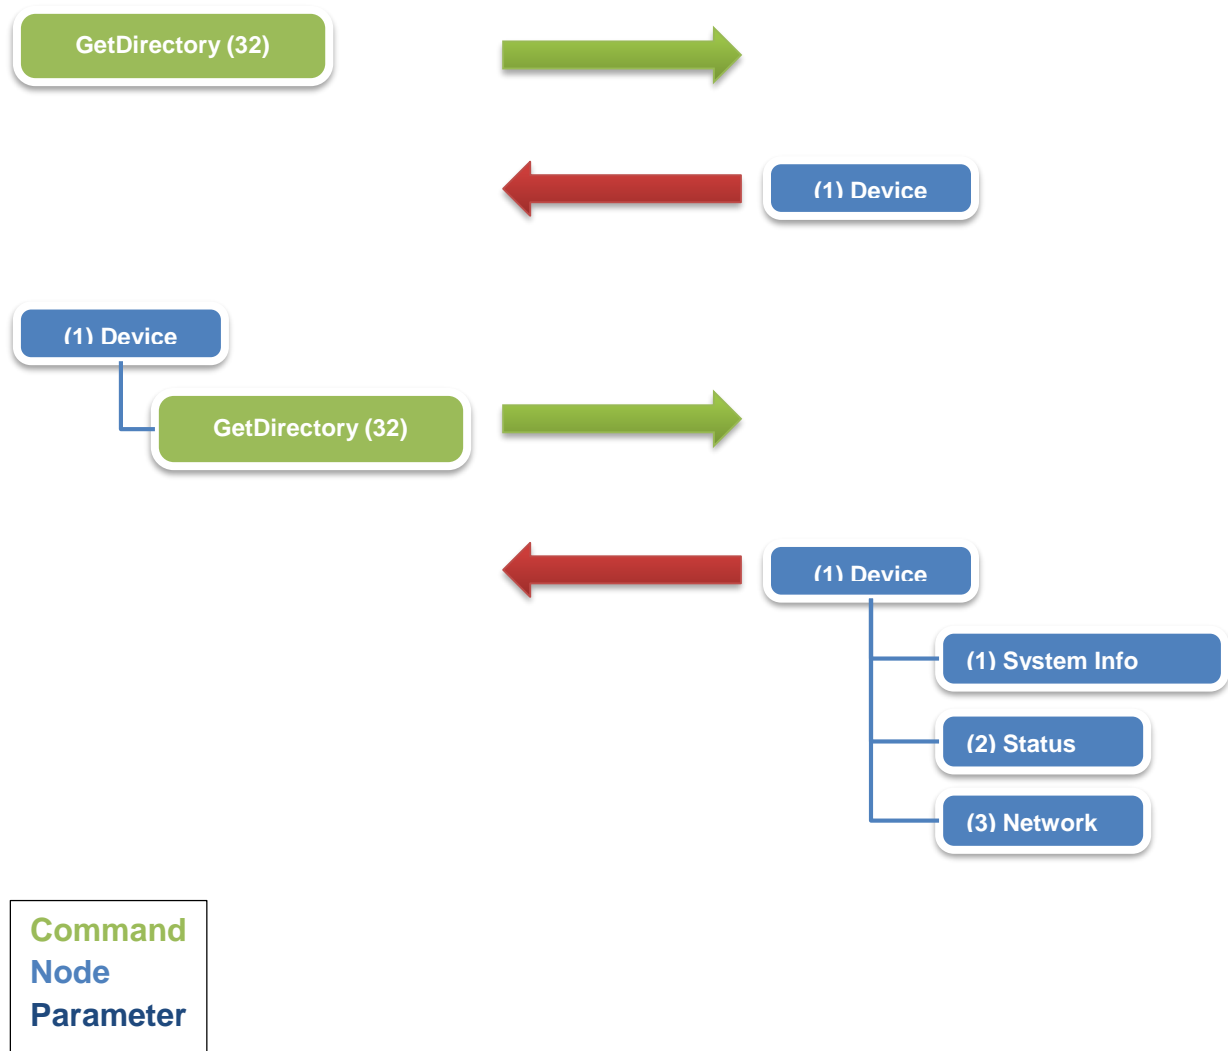 GetDirectory (32)
(1) Device
(1) Device
GetDirectory (32)
(1) Device
(1) System Info
(2) Status
(3) Network
Command
Node
Parameter